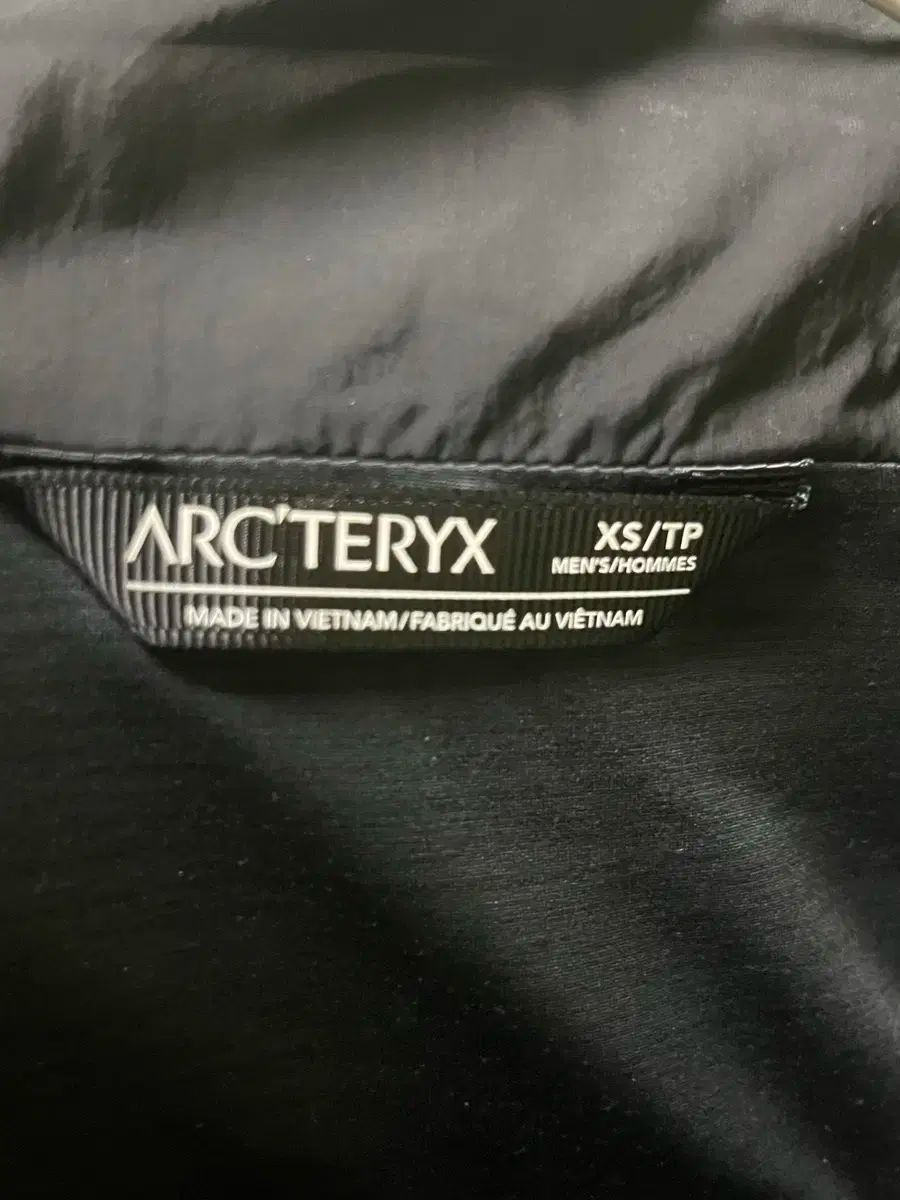 ARC'TERYX
XS/TP
MEN'S/HOMMES
MADE IN VIETNAM/FABRIQUÉ AU VIÊTNAM